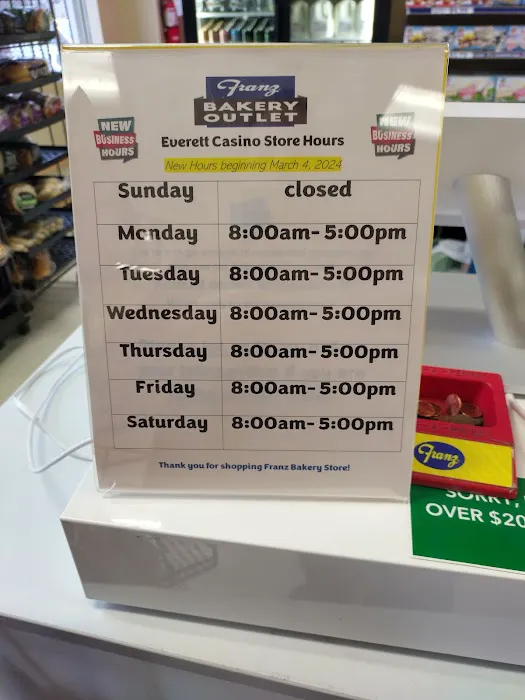 Franz
BAKERY
OUTLET
NEW
BUSINESS
HOURS
Everett Casino Store Hours
NEW
BUSINESS
HOURS
New Hours beginning March 4, 2024
Sunday closed
Monday 8:00am- 5:00pm
Tuesday 8:00am- 5:00pm
Wednesday 8:00am- 5:00pm
Thursday 8:00am- 5:00pm
Friday 8:00am- 5:00pm
Saturday 8:00am- 5:00pm
Thank you for shopping Franz Bakery Store!
Franz
SORRY,
OVER $20